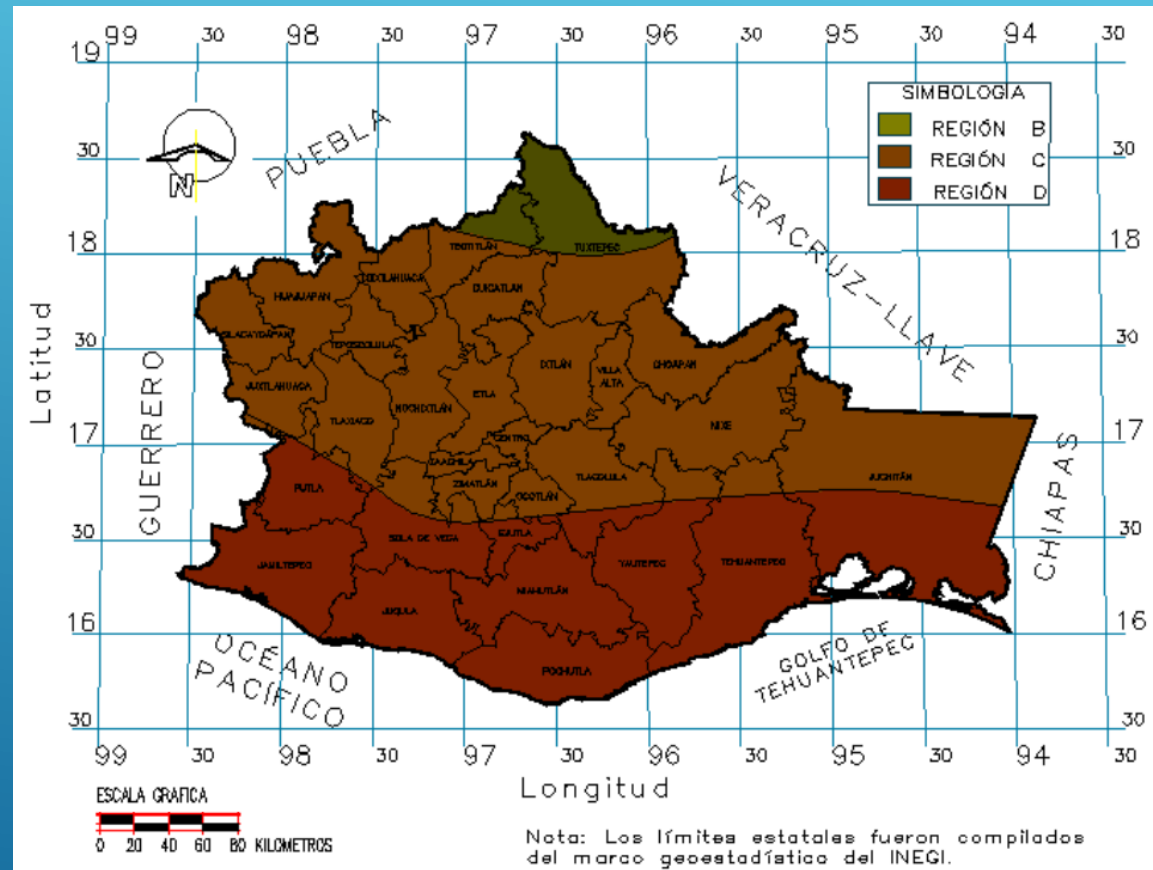 99 30 98 30 97 30 96 30 95 30 94 30
19
SIMBOLOGIA
REGIÓN B
REGIÓN C
REGIÓN D
30 30
PUEBLA
N
VERACRUZ-LLAVE
18 18
TEOTITLÁN
TUXTEPEC
COIXTLAHUACA
HUAJUAPAN
CUICATLÁN
Latitud
30 30
SILACAYOAPAN
TEPOSCOLULA
IXTLÁN
VILLA
ALTA
CHOAPAN
JUXTLAHUACA
ETLA
GUERRERO
TLAXIACO
NOCHIXTLÁN
MIXE
17 17
CENTRO
ZAACHILA
CHIAPAS
ZIMATLÁN
TLACOLULA
JUCHITÁN
PUTLA
OCOTLÁN
30 30
SOLA DE VEGA
EJUTLA
JAMILTEPEC
YAUTEPEC
TEHUANTEPEC
MIAHUTLÁN
JUQUILA
16 16
OCÉANO
PACÍFICO
GOLFO DE
TEHUANTEPEC
POCHUTLA
30 30
99 30 98 30 97 30 96 30 95 30 94 30
Longitud
ESCALA GRAFICA
0 20 40 60 80 KILOMETROS
Nota: Los límites estatales fueron compilados
del marco geoestadístico del INEGI.